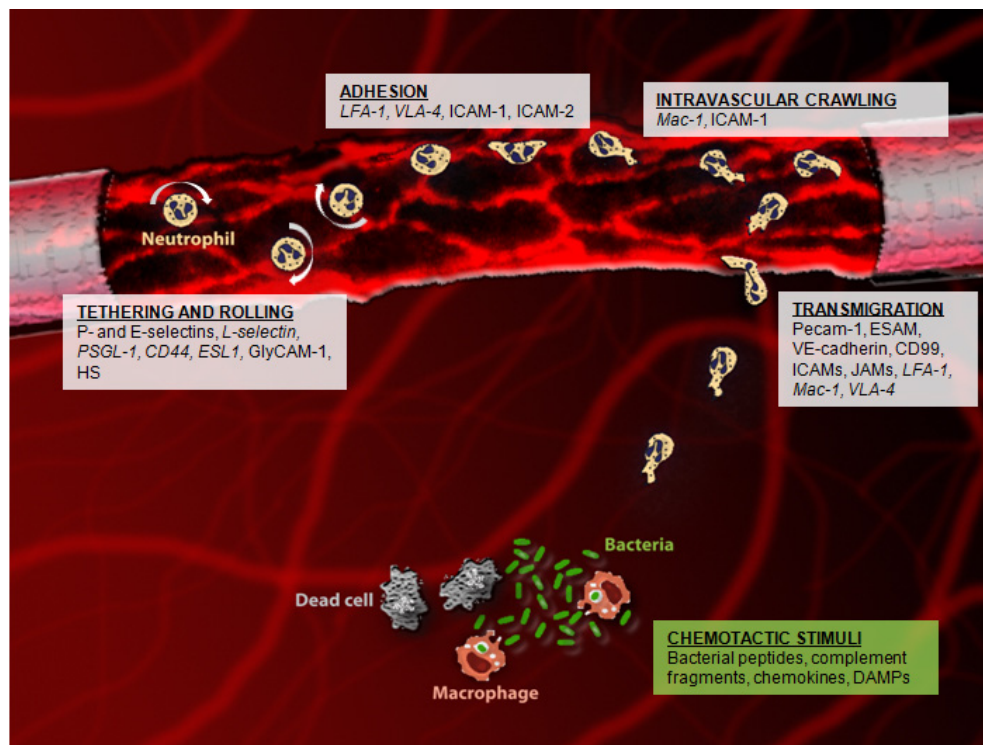 ADHESION
LFA-1, VLA-4, ICAM-1, ICAM-2
INTRAVASCULAR CRAWLING
Mac-1, ICAM-1
Neutrophil
TETHERING AND ROLLING
P- and E-selectins, L-selectin,
PSGL-1, CD44, ESL1, GlyCAM-1,
HS
TRANSMIGRATION
Pecam-1, ESAM,
VE-cadherin, CD99,
ICAMs, JAMs, LFA-1,
Mac-1, VLA-4
Bacteria
Dead cell
Macrophage
CHEMOTACTIC STIMULI
Bacterial peptides, complement
fragments, chemokines, DAMPs